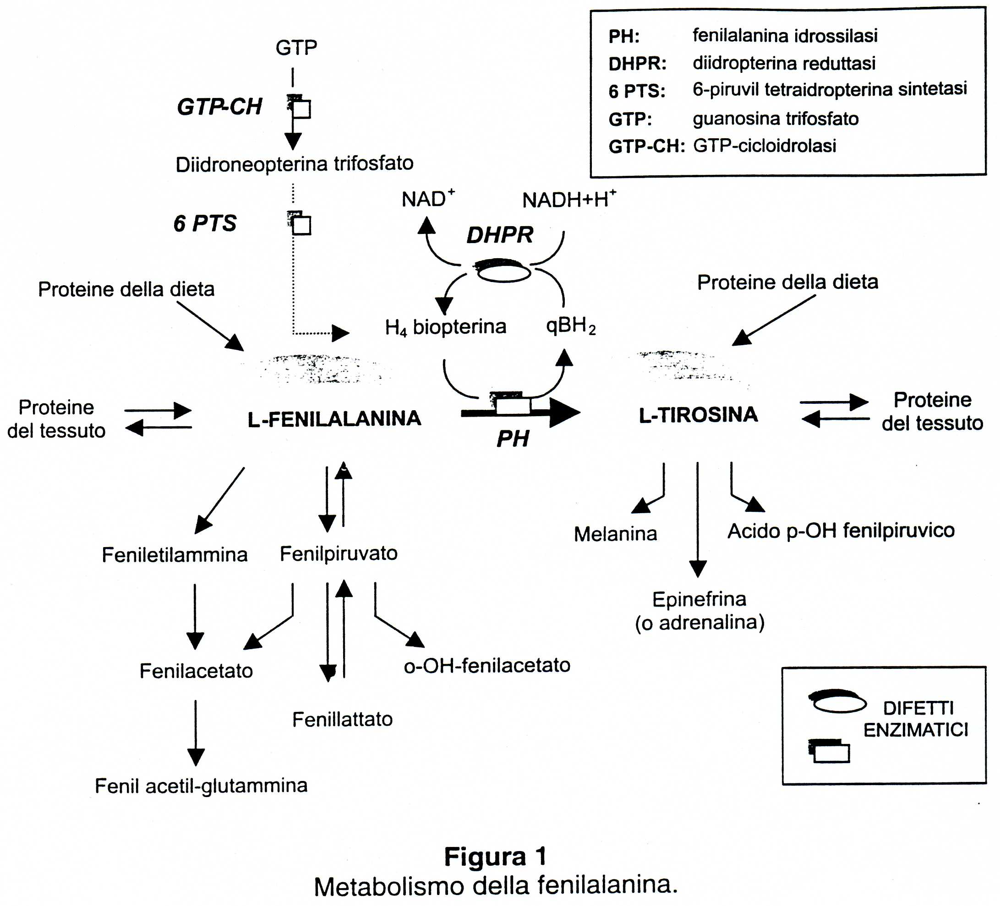 PH: fenilalanina idrossilasi
DHPR: diidropterina reduttasi
6 PTS: 6-piruvil tetraidropterina sintetasi
GTP: guanosina trifosfato
GTP-CH: GTP-cicloidrolasi
GTP
GTP-CH
Diidroneopterina trifosfato
6 PTS
NAD⁺
NADH+H⁺
DHPR
Proteine della dieta
Proteine della dieta
H₄ biopterina
qBH₂
Proteine
del tessuto
L-FENILALANINA
PH
L-TIROSINA
Proteine
del tessuto
Feniletilammina
Fenilpiruvato
Melanina
Acido p-OH fenilpiruvico
Epinefrina
(o adrenalina)
Fenilacetato
o-OH-fenilacetato
Fenillattato
Fenil acetil-glutammina
DIFETTI
ENZIMATICI
Figura 1
Metabolismo della fenilalanina.